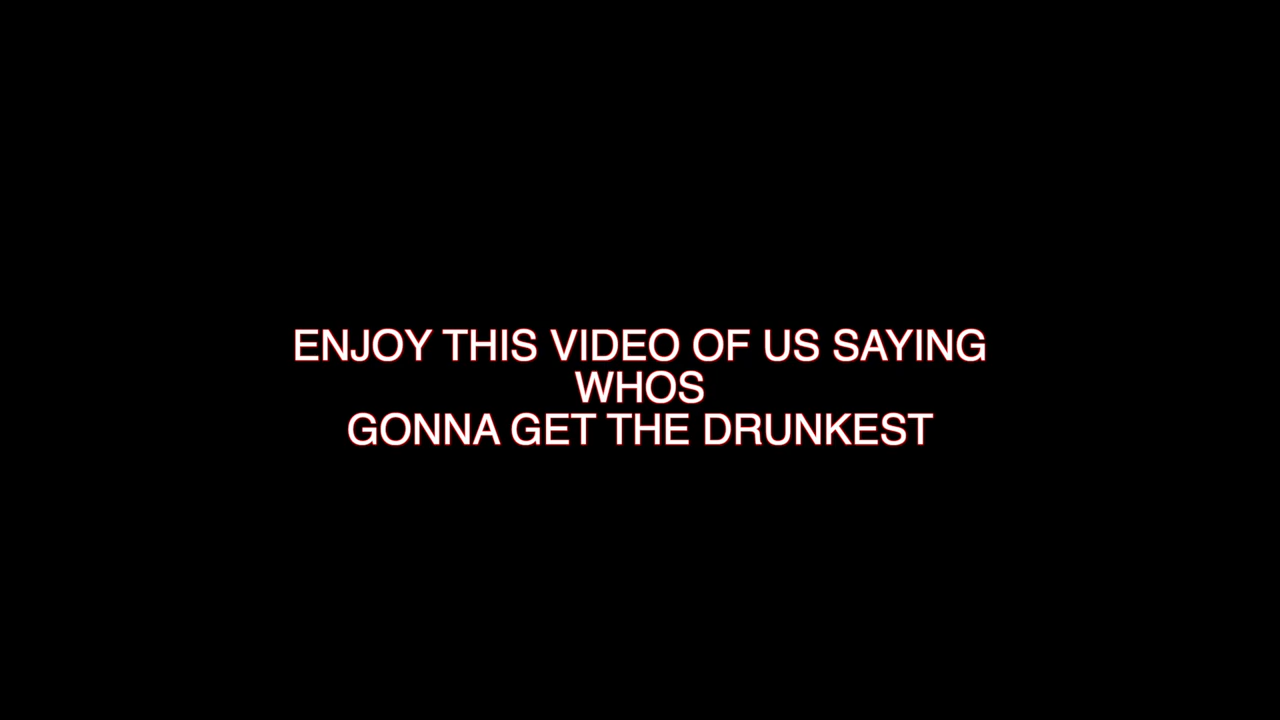 ENJOY THIS VIDEO OF US SAYING
WHOS
GONNA GET THE DRUNKEST